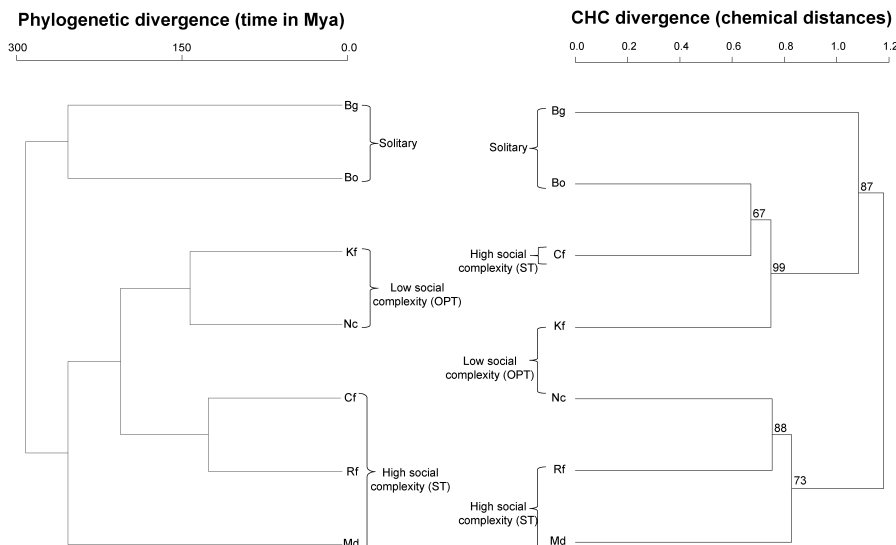 Phylogenetic divergence (time in Mya)
300 150 0.0
Bg
Solitary
Bo
Kf
Low social
complexity (OPT)
Nc
Cf
Rf
High social
complexity (ST)
Md
CHC divergence (chemical distances)
0.0 0.2 0.4 0.6 0.8 1.0 1.2
Bg
Solitary
Bo
87
67
High social
complexity (ST)
Cf
99
Kf
Low social
complexity (OPT)
Nc
88
Rf
73
High social
complexity (ST)
Md